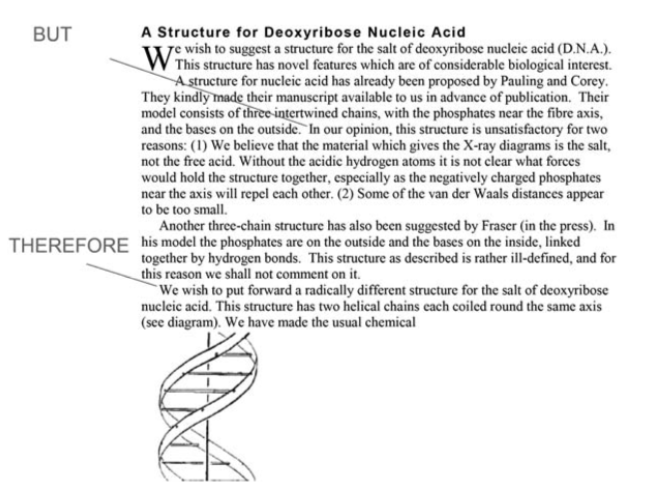 BUT
A Structure for Deoxyribose Nucleic Acid
We wish to suggest a structure for the salt of deoxyribose nucleic acid (D.N.A.).
This structure has novel features which are of considerable biological interest.
A structure for nucleic acid has already been proposed by Pauling and Corey.
They kindly made their manuscript available to us in advance of publication. Their
model consists of three intertwined chains, with the phosphates near the fibre axis,
and the bases on the outside. In our opinion, this structure is unsatisfactory for two
reasons: (1) We believe that the material which gives the X-ray diagrams is the salt,
not the free acid. Without the acidic hydrogen atoms it is not clear what forces
would hold the structure together, especially as the negatively charged phosphates
near the axis will repel each other. (2) Some of the van der Waals distances appear
to be too small.
Another three-chain structure has also been suggested by Fraser (in the press). In
THEREFORE
his model the phosphates are on the outside and the bases on the inside, linked
together by hydrogen bonds. This structure as described is rather ill-defined, and for
this reason we shall not comment on it.
We wish to put forward a radically different structure for the salt of deoxyribose
nucleic acid. This structure has two helical chains each coiled round the same axis
(see diagram). We have made the usual chemical